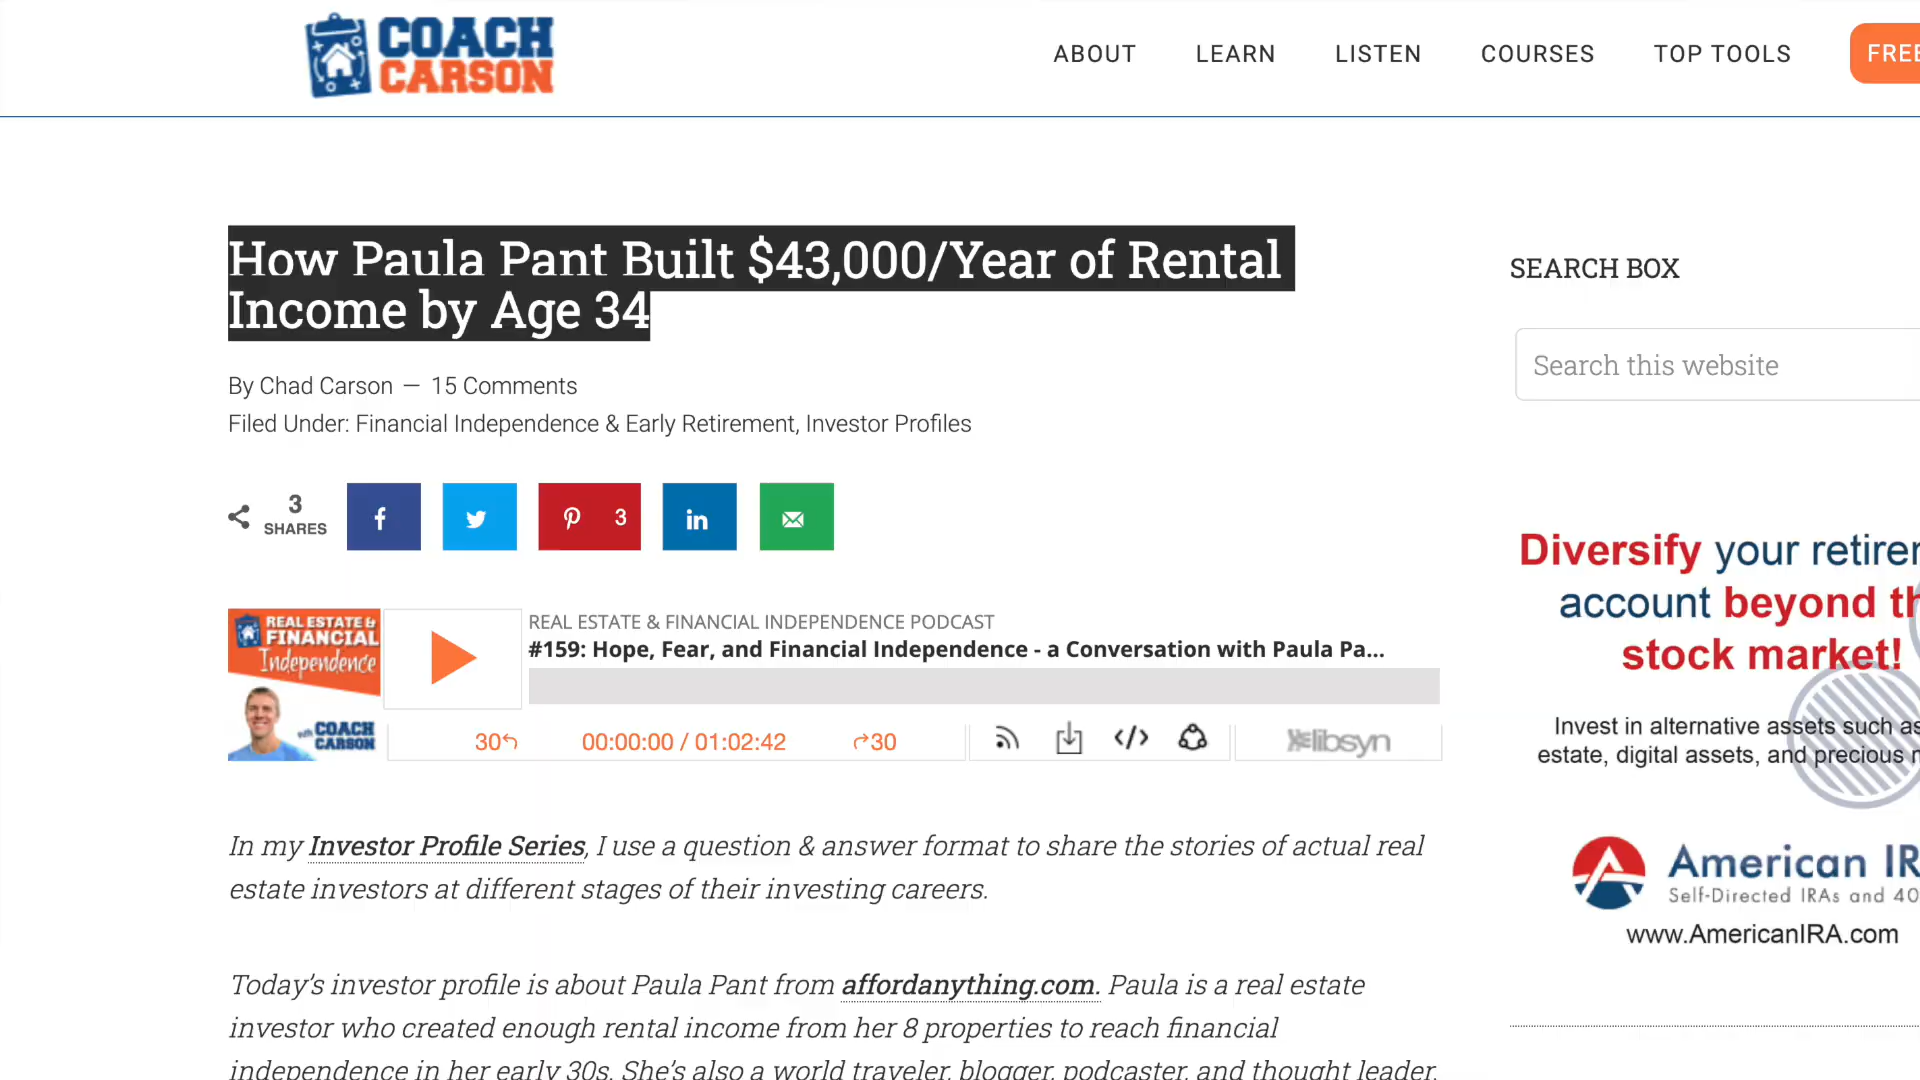 COACH
CARSON
ABOUT
LEARN
LISTEN
COURSES
TOP TOOLS
FREE
How Paula Pant Built $43,000/Year of Rental
Income by Age 34
By Chad Carson — 15 Comments
Filed Under: Financial Independence & Early Retirement, Investor Profiles
3
SHARES
3
REAL ESTATE &
FINANCIAL
Independence
with COACH
CARSON
REAL ESTATE & FINANCIAL INDEPENDENCE PODCAST
#159: Hope, Fear, and Financial Independence - a Conversation with Paula Pa...
30
00:00:00 / 01:02:42
30
libsyn
In my Investor Profile Series, I use a question & answer format to share the stories of actual real
estate investors at different stages of their investing careers.
Today’s investor profile is about Paula Pant from affordanything.com. Paula is a real estate
investor who created enough rental income from her 8 properties to reach financial
independence in her early 30s. She’s also a world traveler, blogger, podcaster, and thought leader.
SEARCH BOX
Search this website
Diversify your retirem
account beyond th
stock market!
Invest in alternative assets such as
estate, digital assets, and precious m
American IR
Self-Directed IRAs and 40
www.AmericanIRA.com